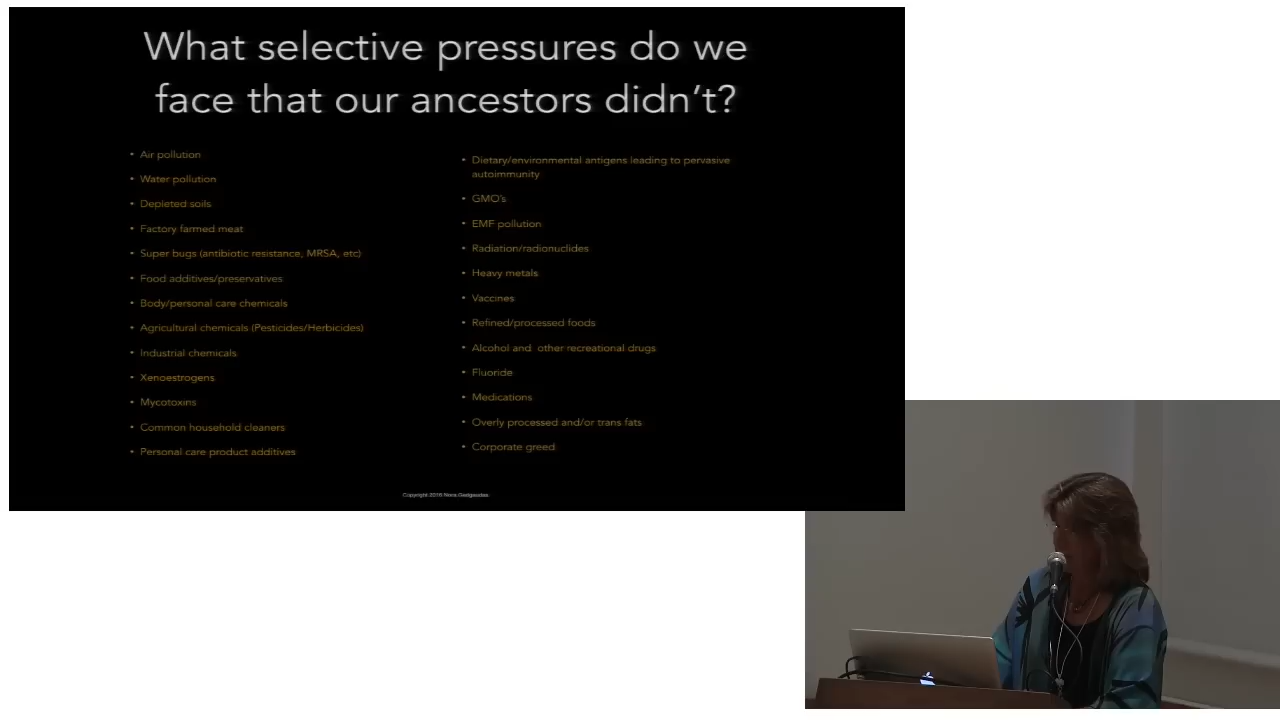 What selective pressures do we
face that our ancestors didn't?
• Air pollution
• Water pollution
• Depleted soils
• Factory farmed meat
• Super bugs (antibiotic resistance, MRSA, etc)
• Food additives/preservatives
• Body/personal care chemicals
• Agricultural chemicals (Pesticides/Herbicides)
• Industrial chemicals
• Xenoestrogens
• Mycotoxins
• Common household cleaners
• Personal care product additives
• Dietary/environmental antigens leading to pervasive
autoimmunity
• GMO's
• EMF pollution
• Radiation/radionuclides
• Heavy metals
• Vaccines
• Refined/processed foods
• Alcohol and other recreational drugs
• Fluoride
• Medications
• Overly processed and/or trans fats
• Corporate greed
Copyright 2016 Nora Gedgaudas